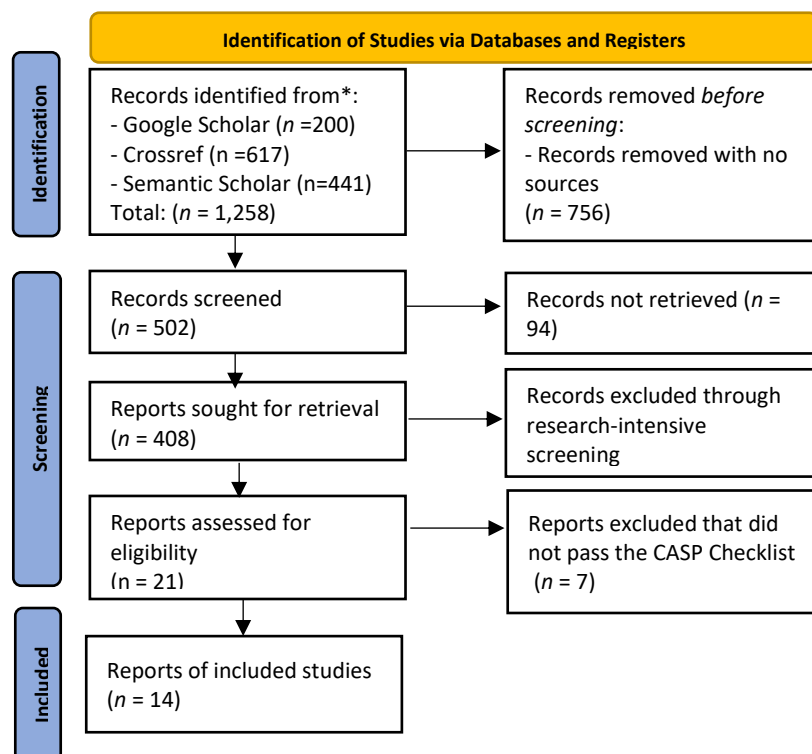 Identification of Studies via Databases and Registers
Identification
Records identified from*:
- Google Scholar (n =200)
- Crossref (n =617)
- Semantic Scholar (n=441)
Total: (n = 1,258)
Records removed before
screening:
- Records removed with no
sources
(n = 756)
Screening
Records screened
(n = 502)
Records not retrieved (n =
94)
Reports sought for retrieval
(n = 408)
Records excluded through
research-intensive
screening
Reports assessed for
eligibility
(n = 21)
Reports excluded that did
not pass the CASP Checklist
(n = 7)
Included
Reports of included studies
(n = 14)